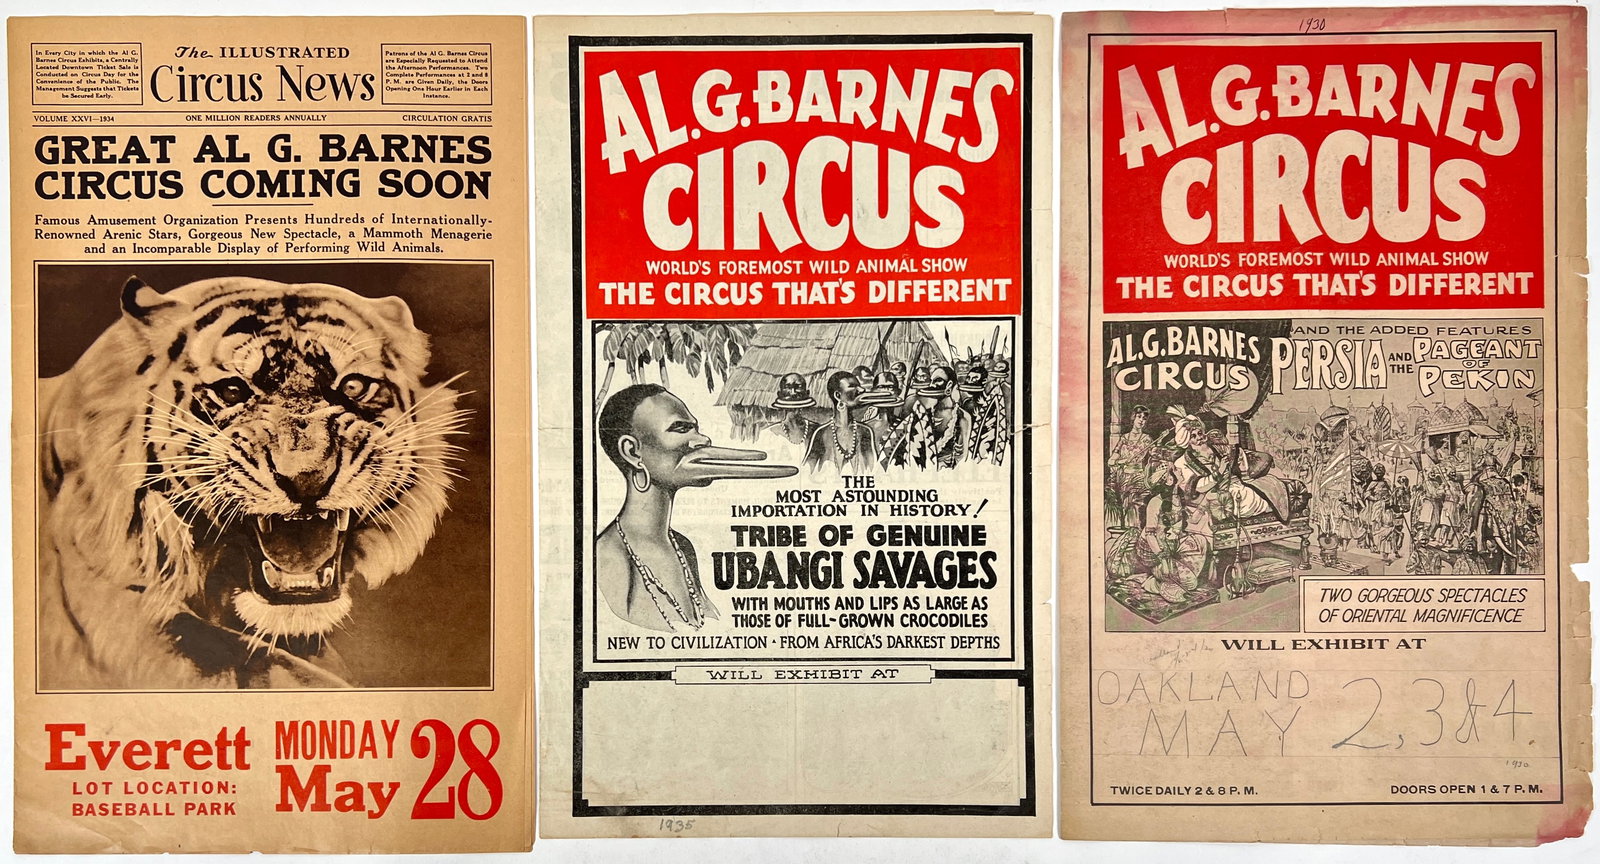 In Every City in which the Al G.
Barnes Circus Exhibits, a Centrally
Located Downtown Ticket Sale is
Conducted on Circus Day for the
Convenience of the Public. The
Management Suggests that Tickets
be Secured Early.
The ILLUSTRATED
Circus News
Patrons of the Al G. Barnes Circus
are Especially Requested to Attend
the Afternoon Performances. Two
Complete Performances at 2 and 8
P. M. are Given Daily, the Doors
Opening One Hour Earlier in Each
Instance.
VOLUME XXVI—1934
ONE MILLION READERS ANNUALLY
CIRCULATION GRATIS
GREAT AL G. BARNES
CIRCUS COMING SOON
Famous Amusement Organization Presents Hundreds of Internationally-
Renowned Arenic Stars, Gorgeous New Spectacle, a Mammoth Menagerie
and an Incomparable Display of Performing Wild Animals.
Everett
LOT LOCATION:
BASEBALL PARK
MONDAY
May 28
AL.G.BARNES
CIRCUS
WORLD'S FOREMOST WILD ANIMAL SHOW
THE CIRCUS THAT'S DIFFERENT
THE
MOST ASTOUNDING
IMPORTATION IN HISTORY!
TRIBE OF GENUINE
UBANGI SAVAGES
WITH MOUTHS AND LIPS AS LARGE AS
THOSE OF FULL-GROWN CROCODILES
NEW TO CIVILIZATION · FROM AFRICA'S DARKEST DEPTHS
WILL EXHIBIT AT
1935
1930
AL.G.BARNES
CIRCUS
WORLD'S FOREMOST WILD ANIMAL SHOW
THE CIRCUS THAT'S DIFFERENT
AL.G.BARNES
CIRCUS
AND THE ADDED FEATURES
PERSIA AND THE PAGEANT OF PEKIN
TWO GORGEOUS SPECTACLES
OF ORIENTAL MAGNIFICENCE
WILL EXHIBIT AT
OAKLAND
MAY 2, 3 & 4.
1930
TWICE DAILY 2 & 8 P. M.
DOORS OPEN 1 & 7 P. M.